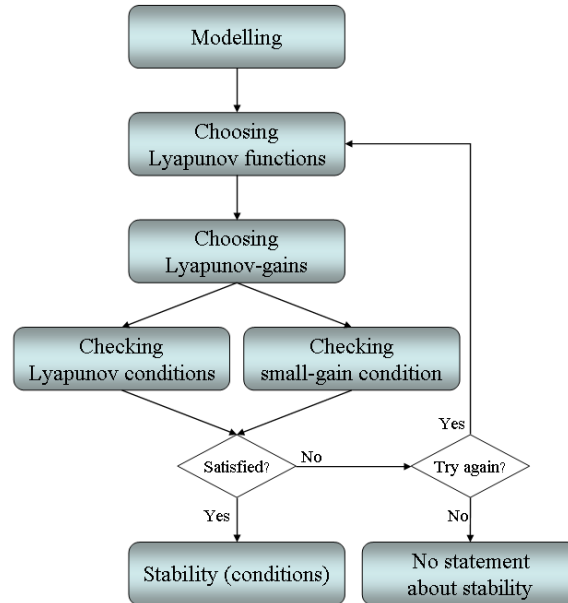 Modelling
Choosing
Lyapunov functions
Choosing
Lyapunov-gains
Checking
Lyapunov conditions
Checking
small-gain condition
Yes
Satisfied?
No
Try again?
Yes
No
Stability (conditions)
No statement
about stability